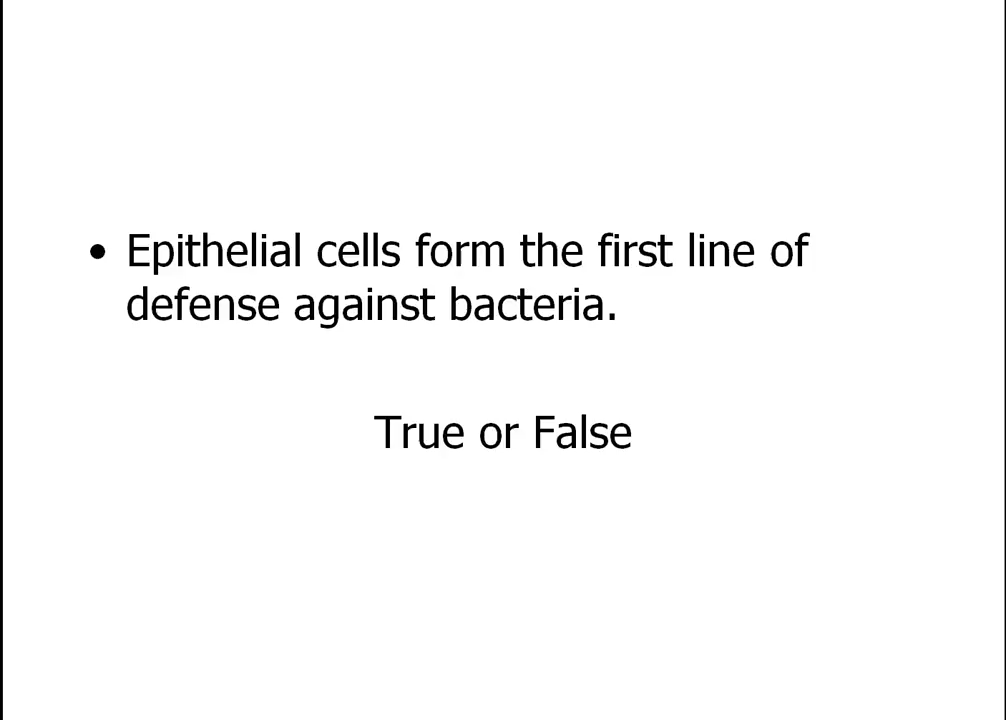 • Epithelial cells form the first line of
defense against bacteria.
True or False